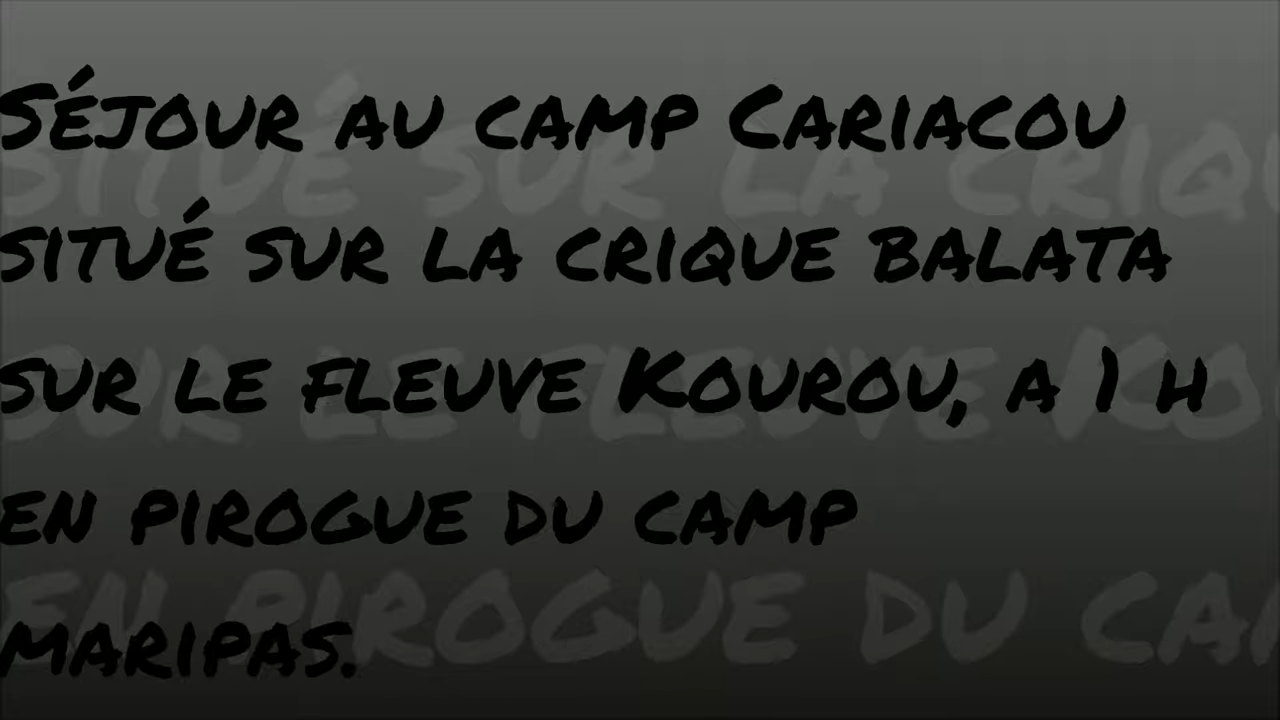 Séjour au camp Cariacou
situé sur la crique balata
sur le fleuve Kourou, a 1 h
en pirogue du camp
maripas.